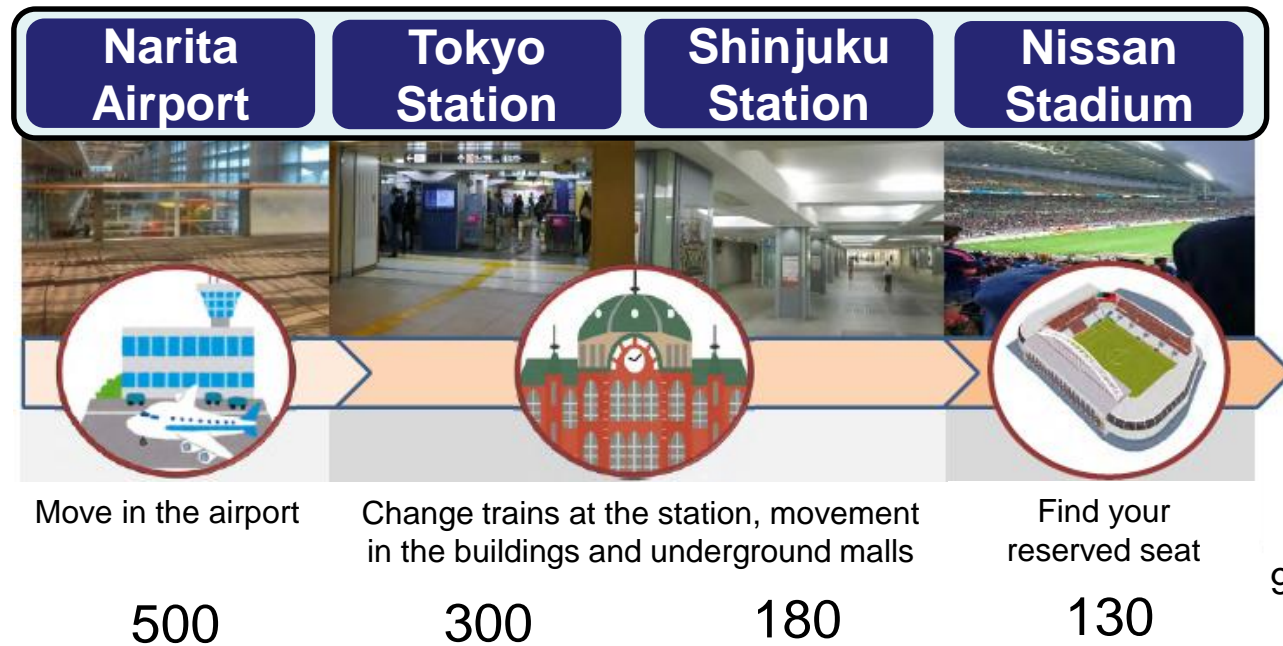 Narita
Airport
Tokyo
Station
Shinjuku
Station
Nissan
Stadium
Move in the airport
Change trains at the station, movement
in the buildings and underground malls
Find your
reserved seat
9
500
300
180
130